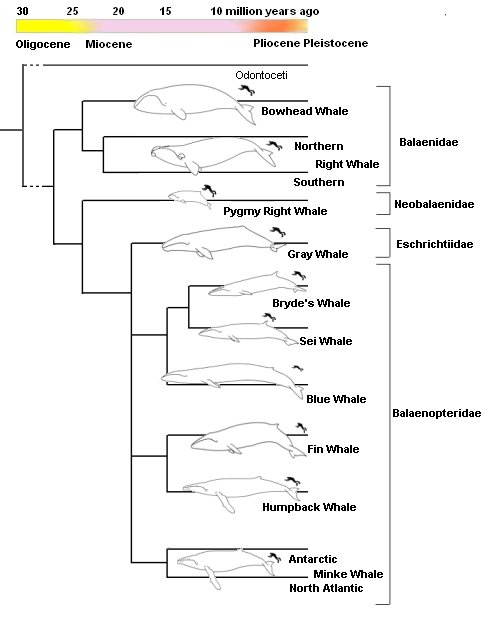 30 25 20 15 10 million years ago
Oligocene Miocene Pliocene Pleistocene
Odontoceti
Bowhead Whale
Balaenidae
Northern
Right Whale
Southern
Neobalaenidae
Pygmy Right Whale
Eschrichtiidae
Gray Whale
Bryde's Whale
Sei Whale
Blue Whale
Balaenopteridae
Fin Whale
Humpback Whale
Antarctic
Minke Whale
North Atlantic